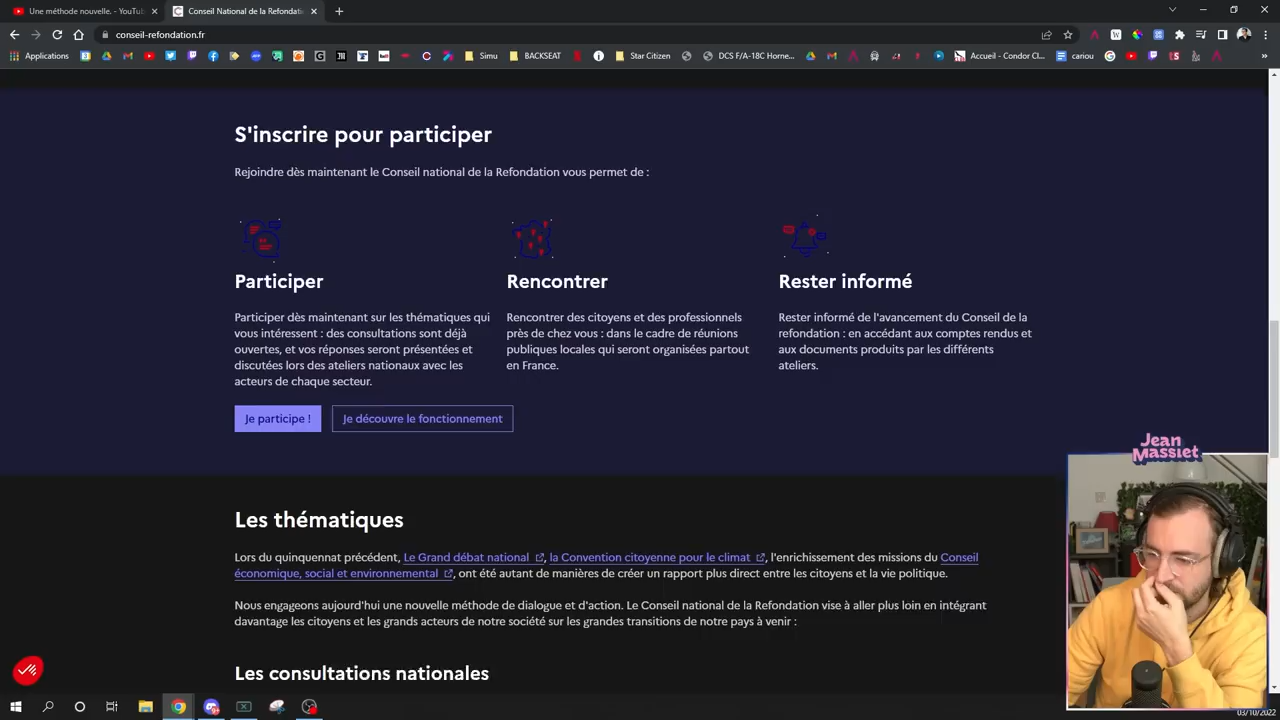 Une méthode nouvelle. - YouTub
Conseil National de la Refondatio
conseil-refondation.fr
Applications
Simu
BACKSEAT
Star Citizen
DCS F/A-18C Horne...
Accueil - Condor Cl...
cariou
S'inscrire pour participer
Rejoindre dès maintenant le Conseil national de la Refondation vous permet de :
Participer
Participer dès maintenant sur les thématiques qui
vous intéressent : des consultations sont déjà
ouvertes, et vos réponses seront présentées et
discutées lors des ateliers nationaux avec les
acteurs de chaque secteur.
Rencontrer
Rencontrer des citoyens et des professionnels
près de chez vous : dans le cadre de réunions
publiques locales qui seront organisées partout
en France.
Rester informé
Rester informé de l'avancement du Conseil de la
refondation : en accédant aux comptes rendus et
aux documents produits par les différents
ateliers.
Je participe !
Je découvre le fonctionnement
Jean
Massiet
Les thématiques
Lors du quinquennat précédent, Le Grand débat national, la Convention citoyenne pour le climat, l'enrichissement des missions du Conseil
économique, social et environnemental, ont été autant de manières de créer un rapport plus direct entre les citoyens et la vie politique.
Nous engageons aujourd'hui une nouvelle méthode de dialogue et d'action. Le Conseil national de la Refondation vise à aller plus loin en intégrant
davantage les citoyens et les grands acteurs de notre société sur les grandes transitions de notre pays à venir :
Les consultations nationales
03/10/2022